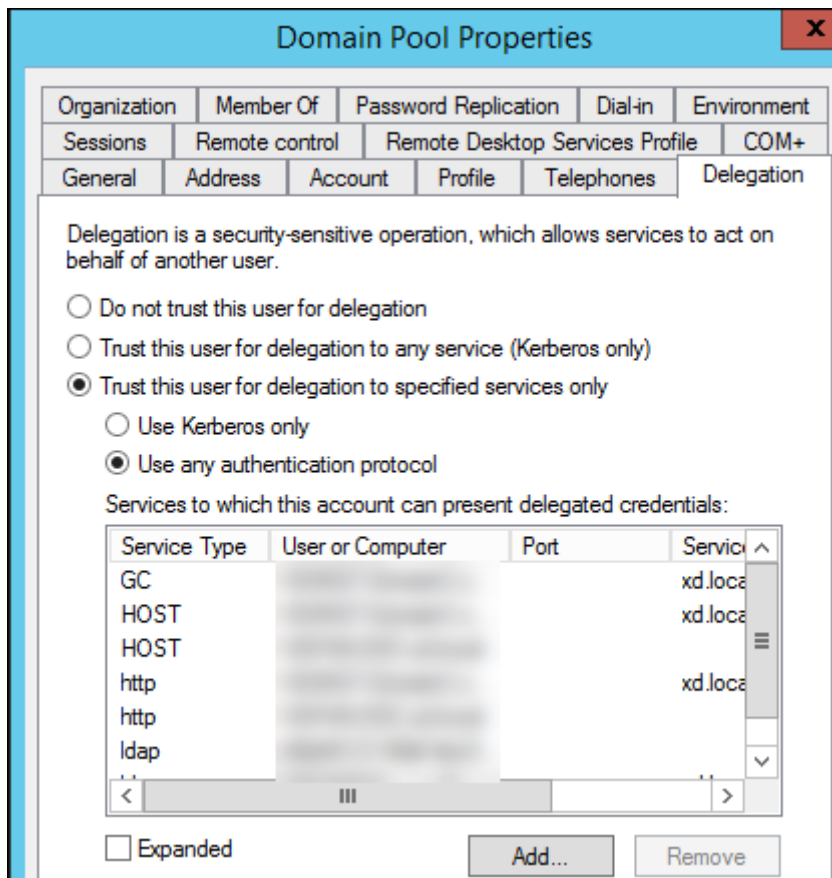 Domain Pool Properties
x
Organization Member Of Password Replication Dial-in Environment
Sessions Remote control Remote Desktop Services Profile COM+
General Address Account Profile Telephones Delegation
Delegation is a security-sensitive operation, which allows services to act on
behalf of another user.
Do not trust this user for delegation
Trust this user for delegation to any service (Kerberos only)
Trust this user for delegation to specified services only
Use Kerberos only
Use any authentication protocol
Services to which this account can present delegated credentials:
Service Type User or Computer Port Servic
GC xd.loca
HOST xd.loca
HOST
http xd.loca
http
ldap
Expanded Add... Remove